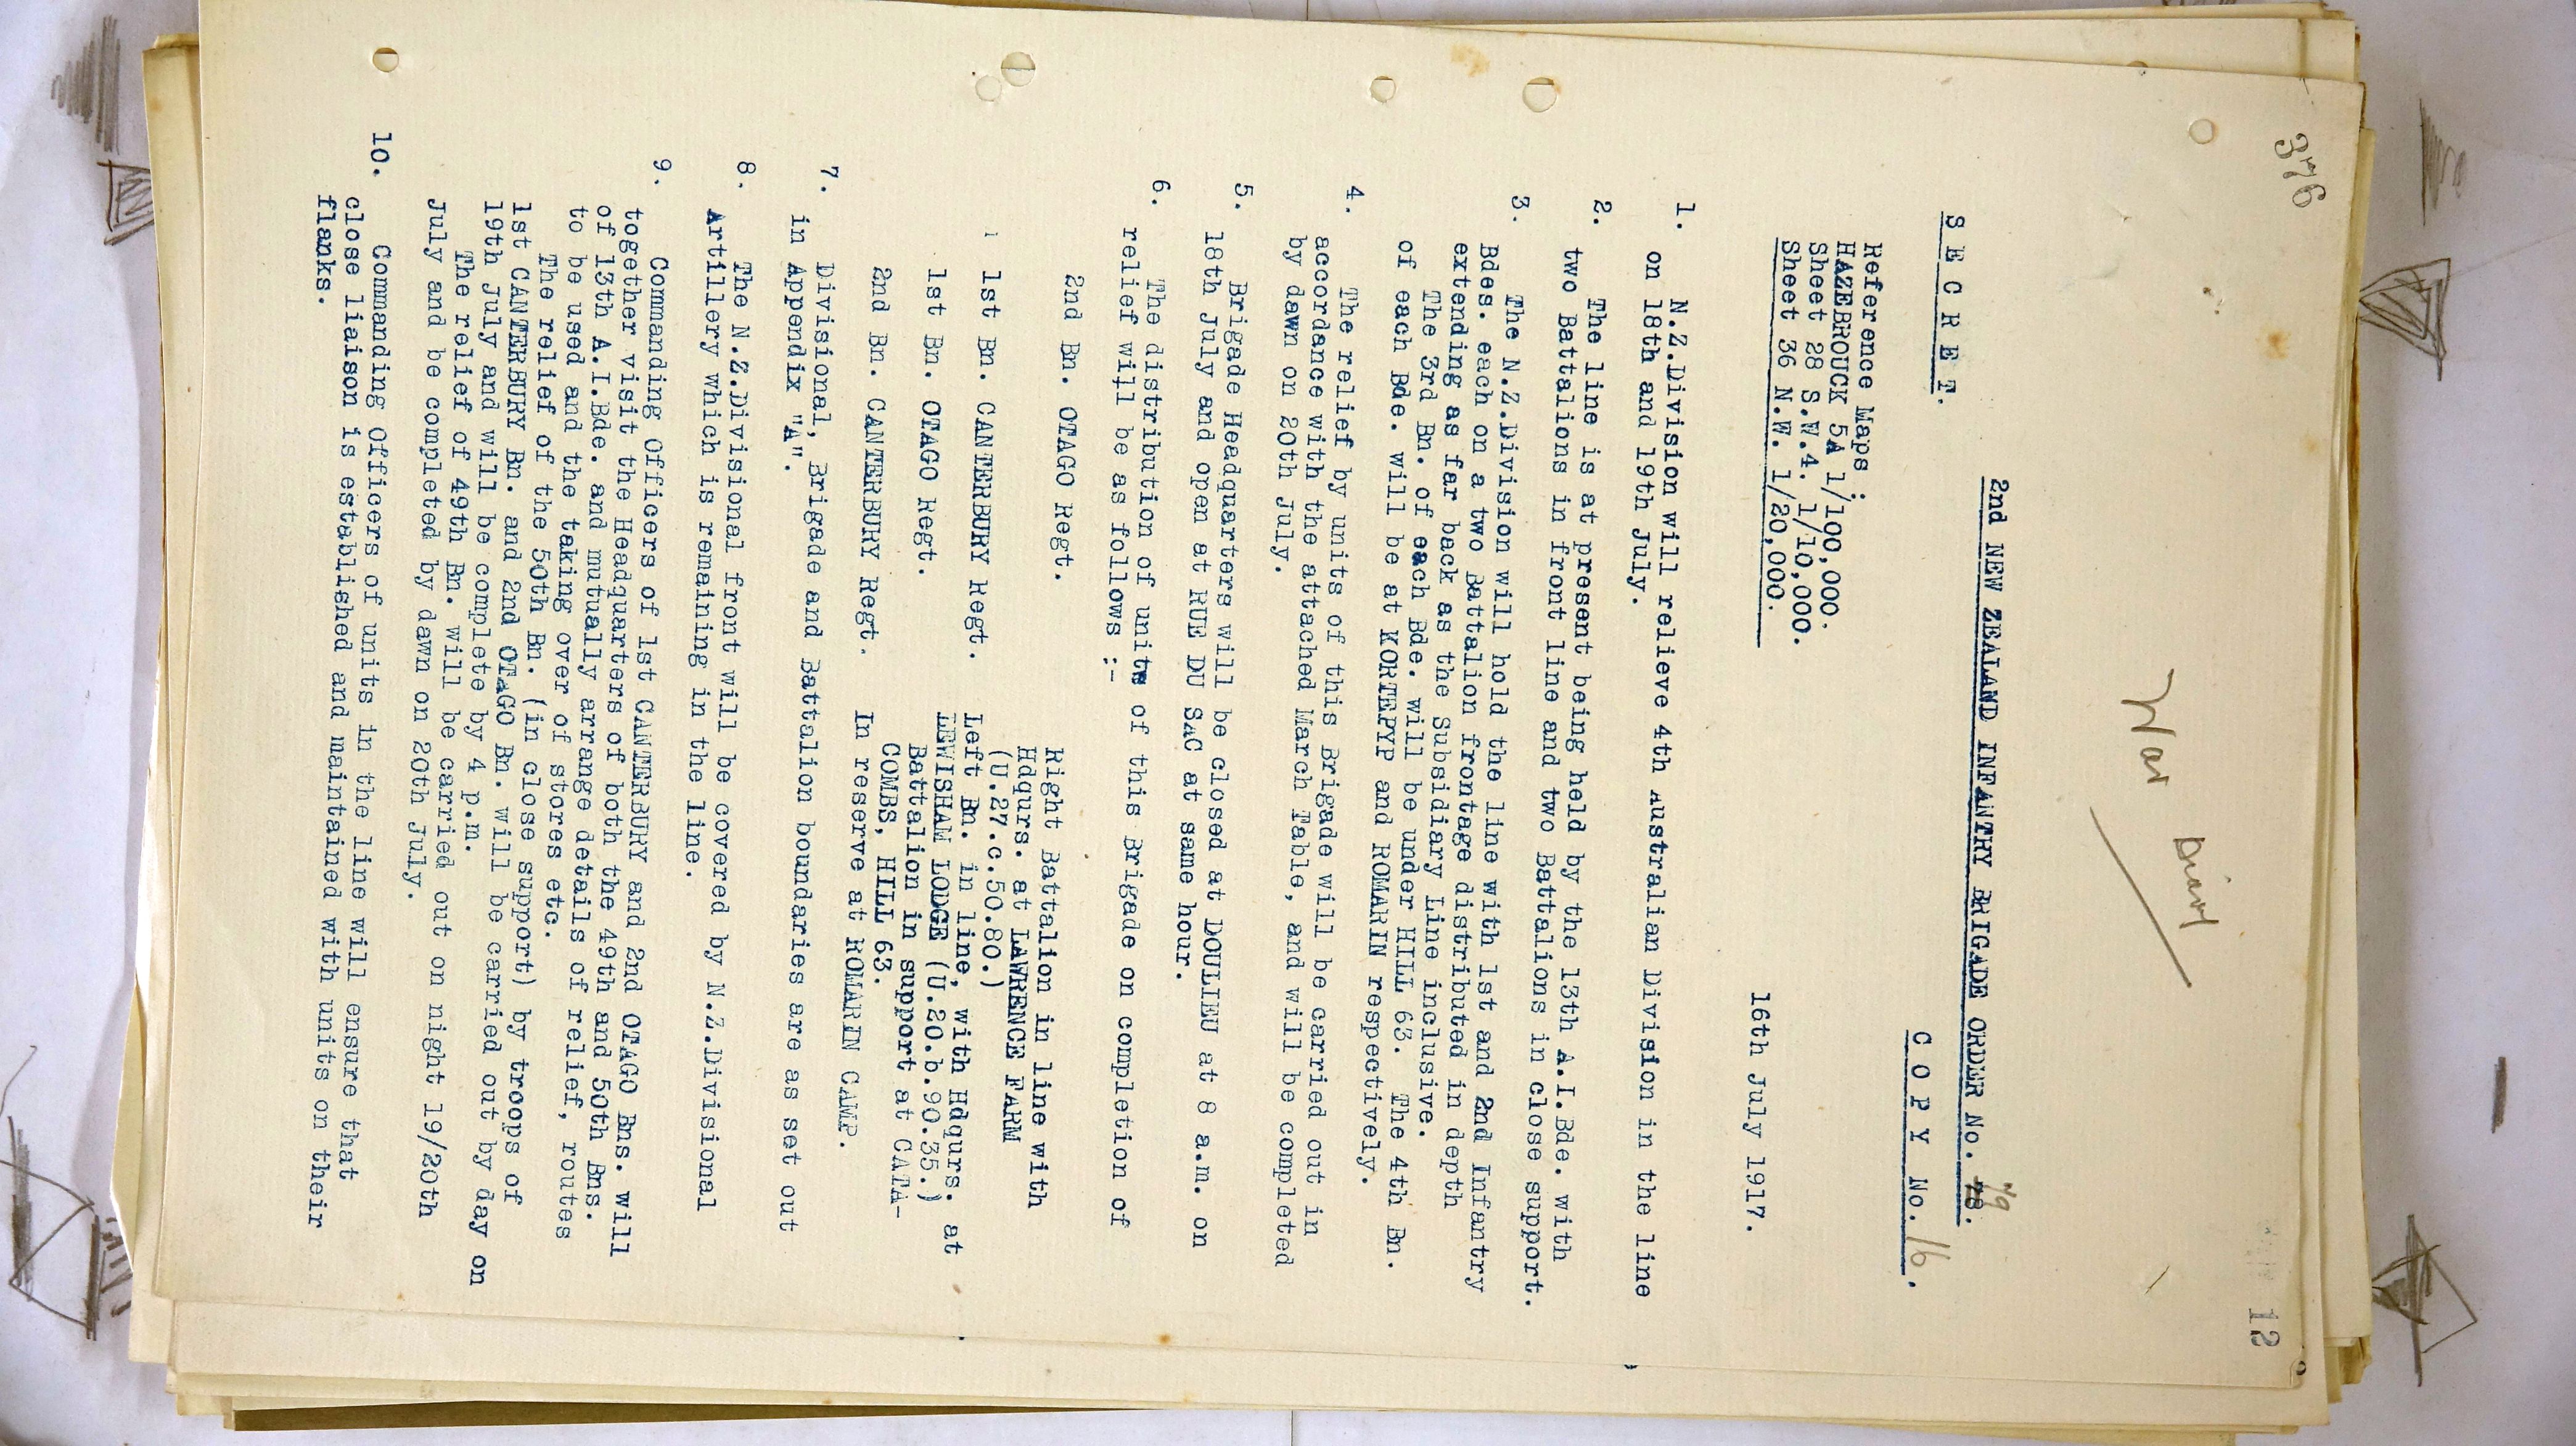 376
12
War Diary
2nd NEW ZEALAND INFANTRY BRIGADE ORDER No. 78. 79
S E C R E T.
C O P Y No. 16.
Reference Maps :
HAZEBROUCK 5A 1/100,000.
Sheet 28 S.W.4. 1/10,000.
Sheet 36 N.W. 1/20,000.
16th July 1917.
1. N.Z.Division will relieve 4th Australian Division in the line
on 18th and 19th July.
2. The line is at present being held by the 13th A.I.Bde. with
two Battalions in front line and two Battalions in close support.
3. The N.Z.Division will hold the line with 1st and 2nd Infantry
Bdes. each on a two Battalion frontage distributed in depth
extending as far back as the Subsidiary Line inclusive.
The 3rd Bn. of each Bde. will be under HILL 63. The 4th Bn.
of each Bde. will be at KORTEPYP and ROMARIN respectively.
4. The relief by units of this Brigade will be carried out in
accordance with the attached March Table, and will be completed
by dawn on 20th July.
5. Brigade Headquarters will be closed at DOULIEU at 8 a.m. on
18th July and open at RUE DU SAC at same hour.
6. The distribution of units of this Brigade on completion of
relief will be as follows :-
2nd Bn. OTAGO Regt. Right Battalion in line with
Hdqurs. at LAWRENCE FARM
(U.27.c.50.80.)
1st Bn. CANTERBURY Regt. Left Bn. in line, with Hdqurs. at
LEWISHAM LODGE (U.20.b.90.35.)
1st Bn. OTAGO Regt. Battalion in support at CATA-
COMBS, HILL 63.
2nd Bn. CANTERBURY Regt. In reserve at ROMARIN CAMP.
7. Divisional, Brigade and Battalion boundaries are as set out
in Appendix "A".
8. The N.Z.Divisional front will be covered by N.Z.Divisional
Artillery which is remaining in the line.
9. Commanding Officers of 1st CANTERBURY and 2nd OTAGO Bns. will
together visit the Headquarters of both the 49th and 50th Bns.
of 13th A.I.Bde. and mutually arrange details of relief, routes
to be used and the taking over of stores etc.
The relief of the 50th Bn. (in close support) by troops of
1st CANTERBURY Bn. and 2nd OTAGO Bn. will be carried out by day on
19th July and will be complete by 4 p.m.
The relief of 49th Bn. will be carried out on night 19/20th
July and be completed by dawn on 20th July.
10. Commanding Officers of units in the line will ensure that
close liaison is established and maintained with units on their
flanks.